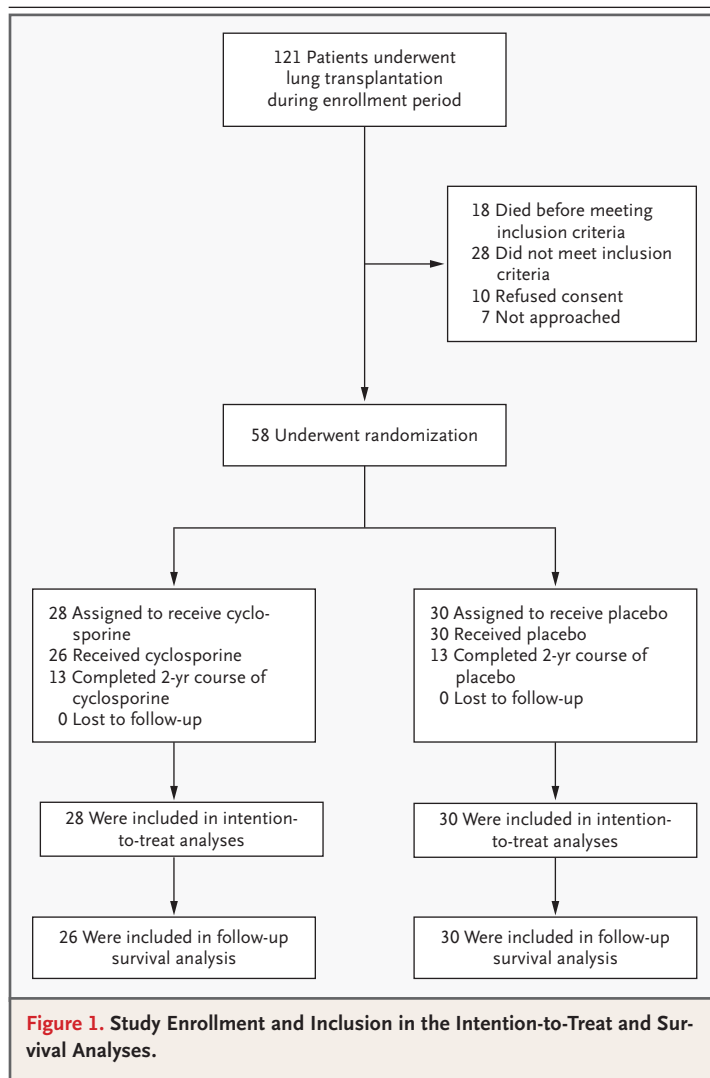 121 Patients underwent
lung transplantation
during enrollment period
18 Died before meeting
inclusion criteria
28 Did not meet inclusion
criteria
10 Refused consent
7 Not approached
58 Underwent randomization
28 Assigned to receive cyclo-
sporine
26 Received cyclosporine
13 Completed 2-yr course of
cyclosporine
0 Lost to follow-up
30 Assigned to receive placebo
30 Received placebo
13 Completed 2-yr course of
placebo
0 Lost to follow-up
28 Were included in intention-
to-treat analyses
30 Were included in intention-
to-treat analyses
26 Were included in follow-up
survival analysis
30 Were included in follow-up
survival analysis
Figure 1. Study Enrollment and Inclusion in the Intention-to-Treat and Sur-
vival Analyses.